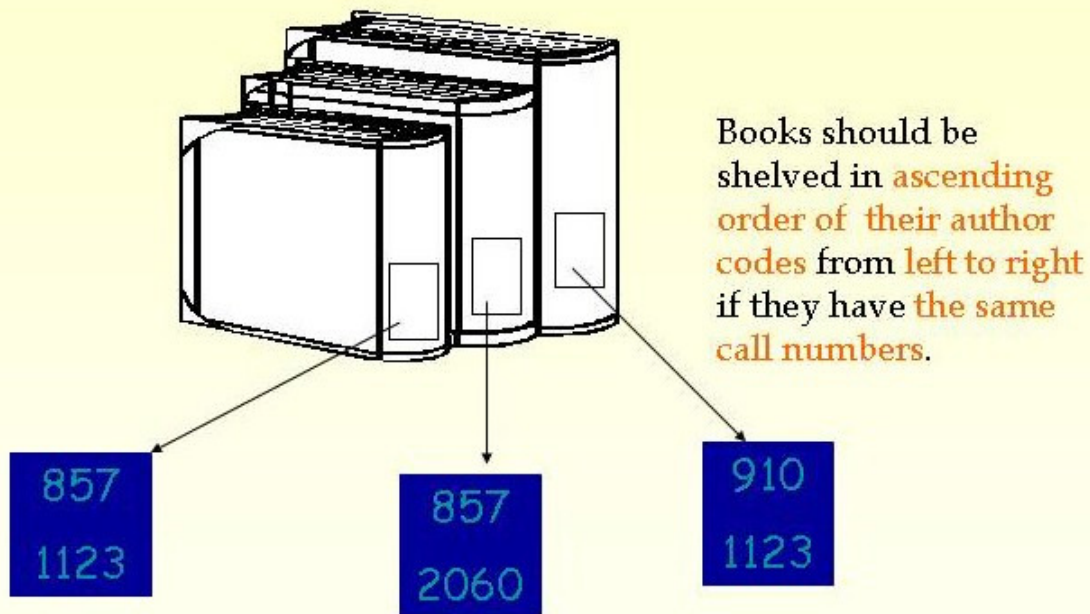 Books should be
shelved in ascending
order of their author
codes from left to right
if they have the same
call numbers.
857
1123
857
2060
910
1123